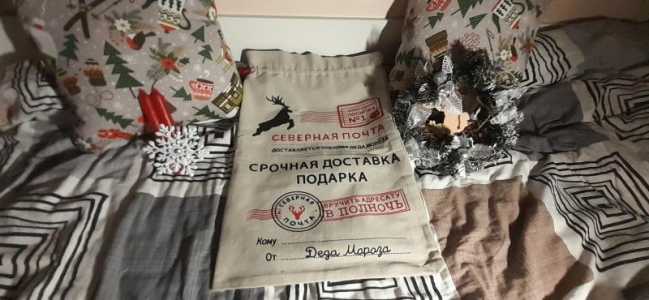 №1
СЕВЕРНАЯ ПОЧТА
СРОЧНАЯ ДОСТАВКА
ПОДАРКА
СЕВЕРНАЯ
ПОЧТА
ВРУЧИТЬ АДРЕСАТУ
В ПОЛНОЧЬ
Кому
От Деда Мороза